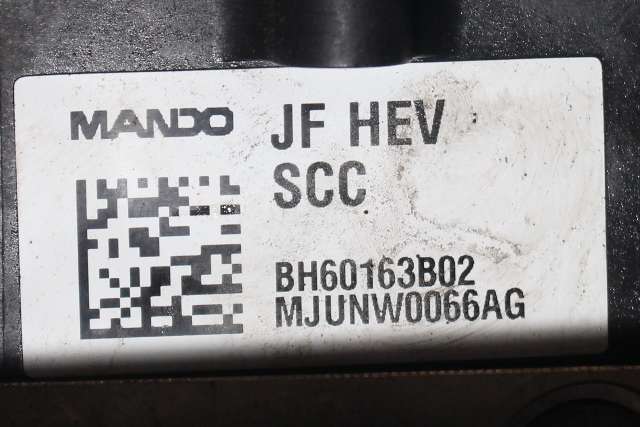 MANDO
JF HEV
SCC
BH60163B02
MJUNW0066AG